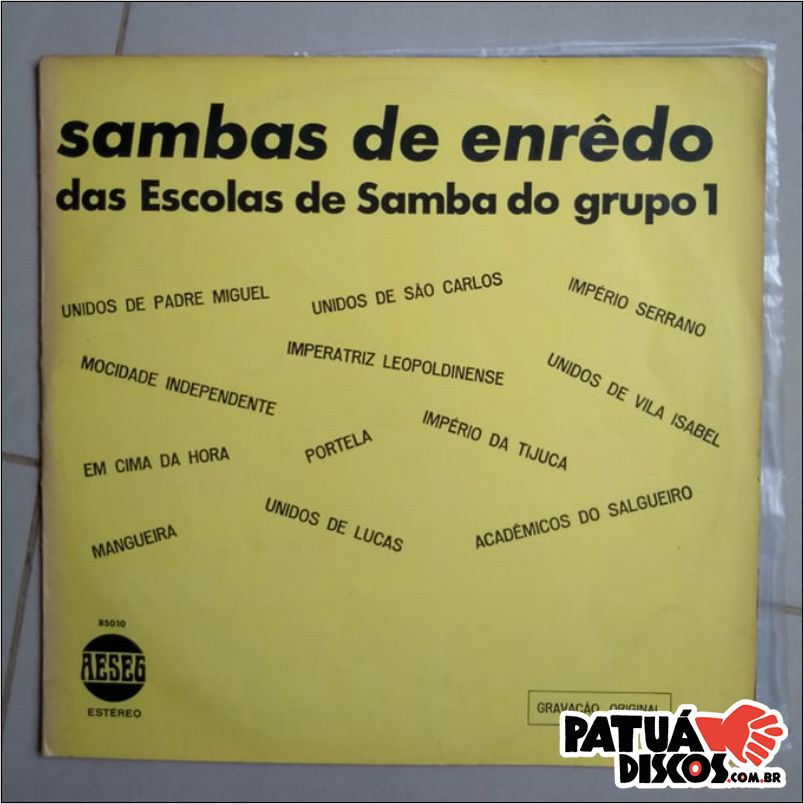 sambas de enrêdo
das Escolas de Samba do grupo 1
UNIDOS DE PADRE MIGUEL
UNIDOS DE SÃO CARLOS
IMPÉRIO SERRANO
MOCIDADE INDEPENDENTE
IMPERATRIZ LEOPOLDINENSE
UNIDOS DE VILA ISABEL
EM CIMA DA HORA
PORTELA
IMPÉRIO DA TIJUCA
MANGUEIRA
UNIDOS DE LUCAS
ACADÊMICOS DO SALGUEIRO
85010
AESEG
ESTÉREO
GRAVAÇÃO ORIGINAL
PATUÁ
DISCOS.COM.BR